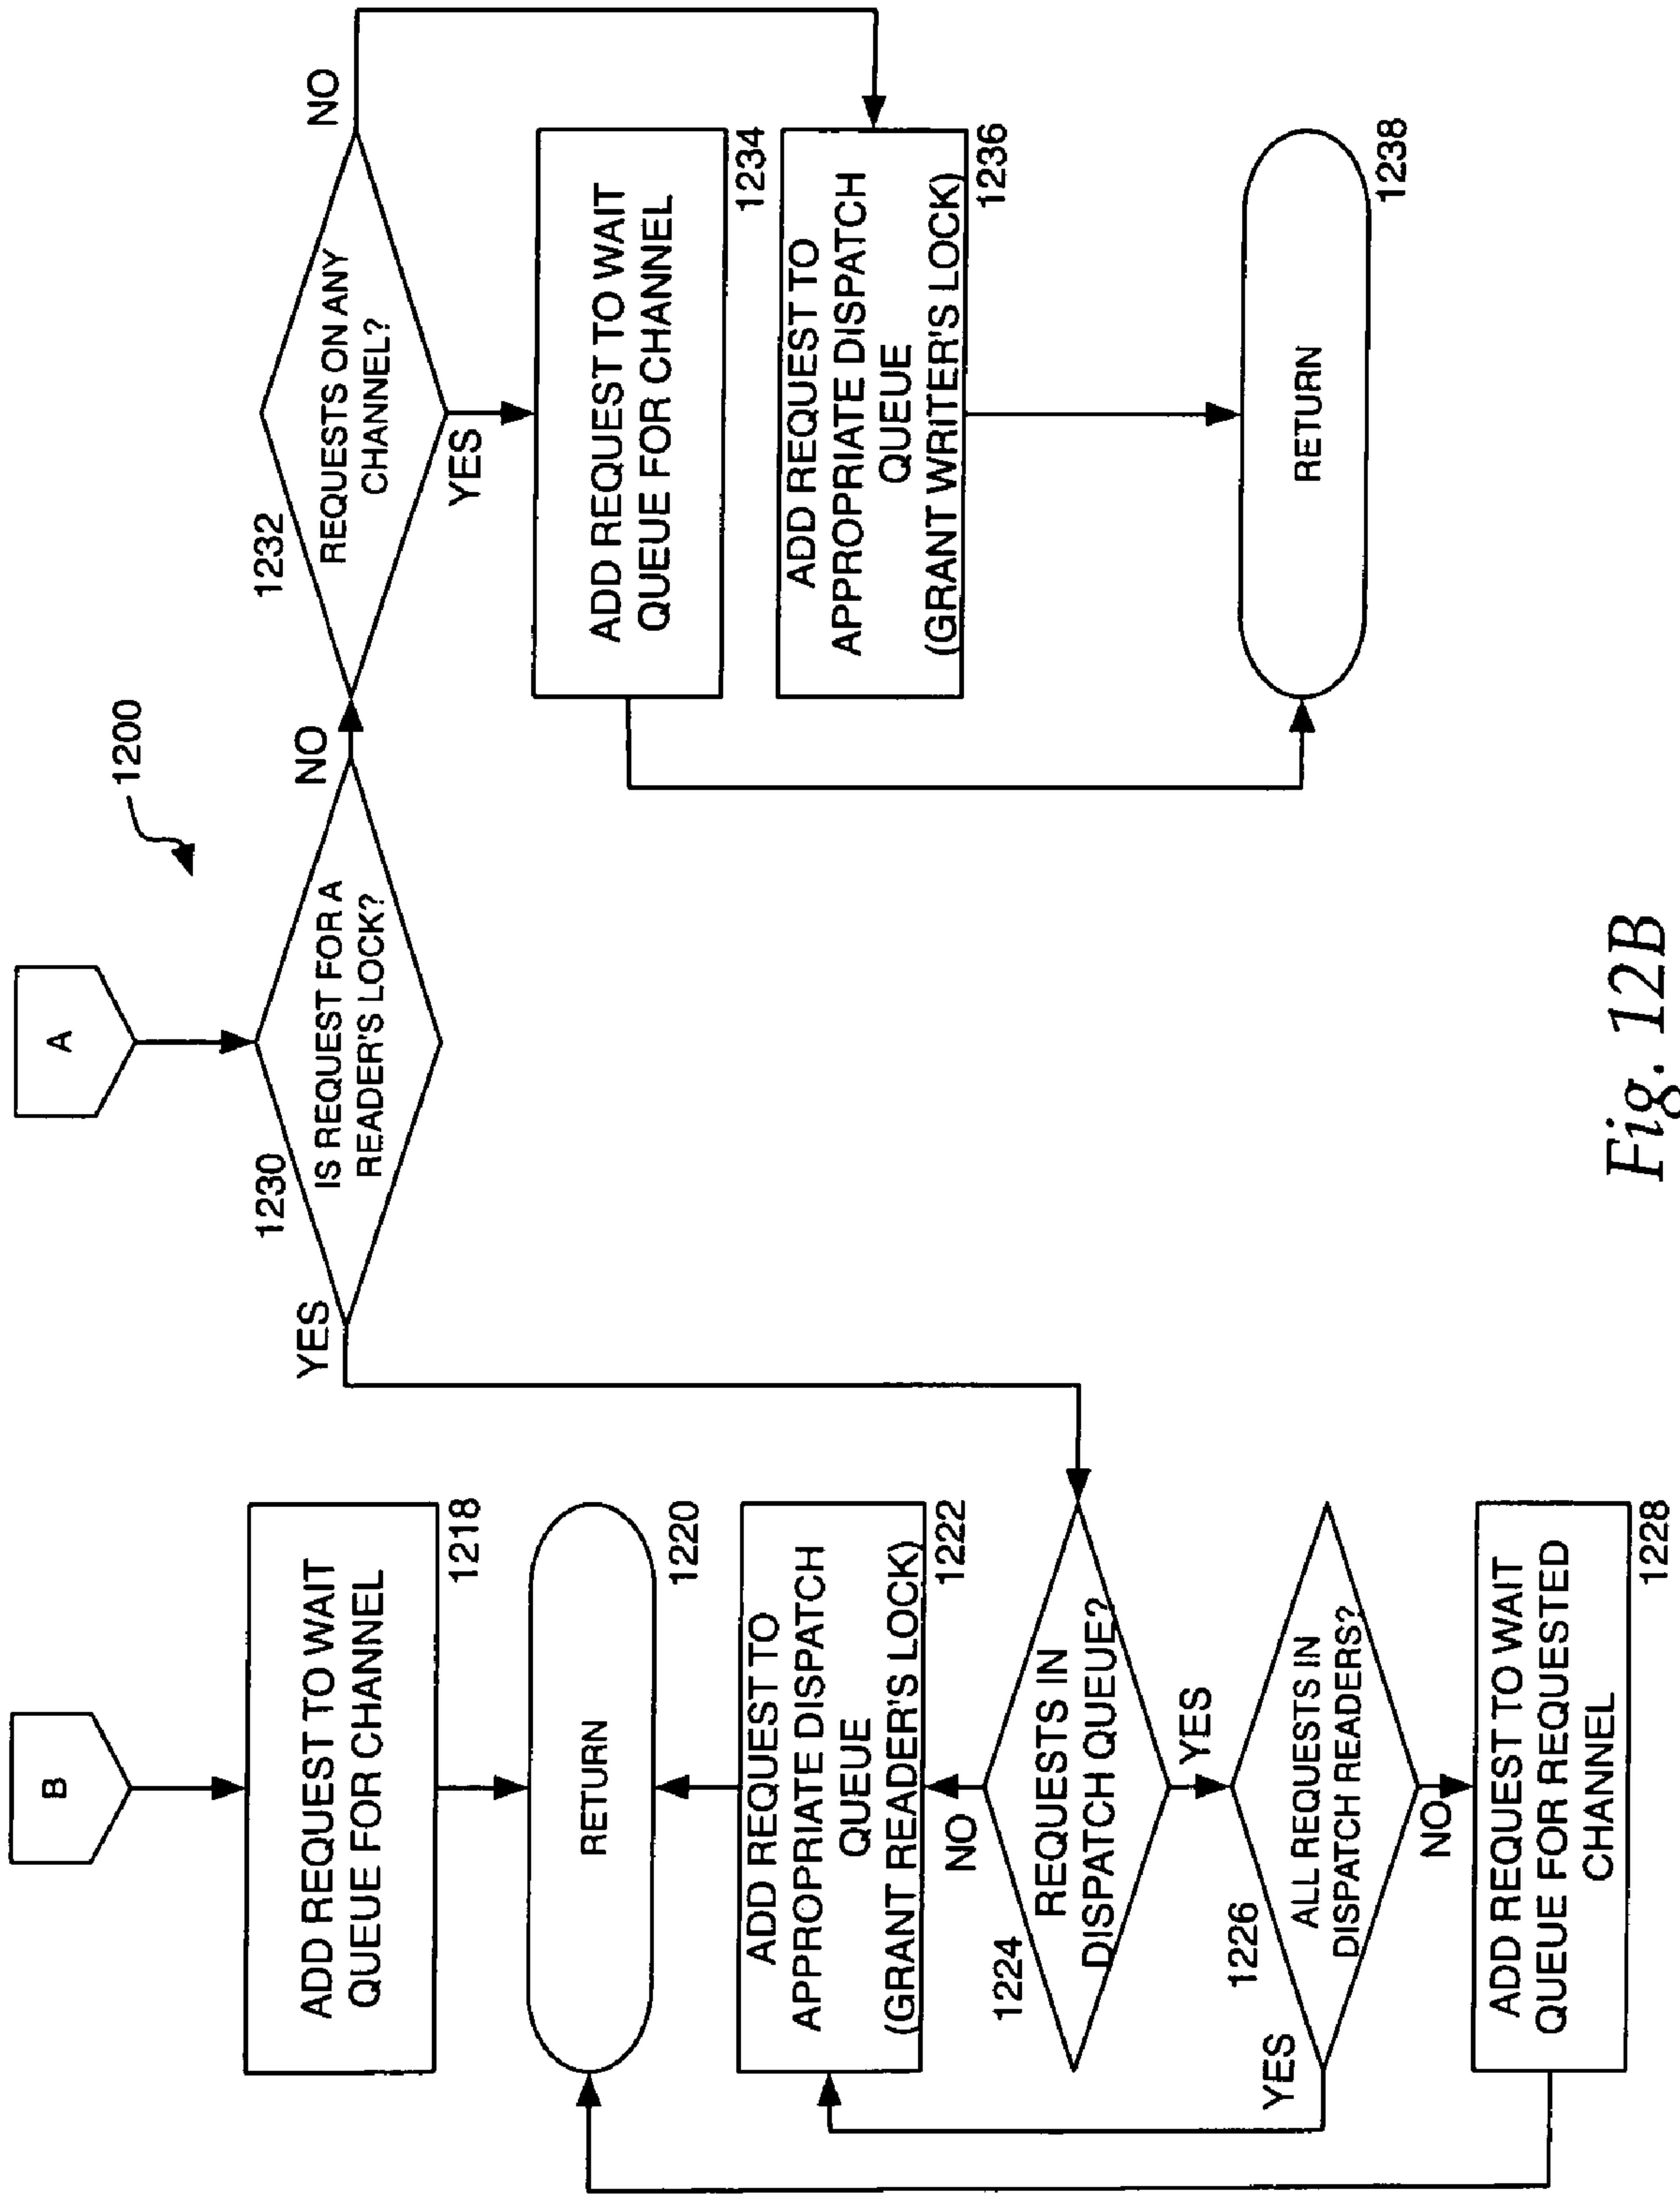 B
ADD REQUEST TO WAIT
QUEUE FOR CHANNEL
1218
RETURN
1220
ADD REQUEST TO
APPROPRIATE DISPATCH
QUEUE
(GRANT READER'S LOCK)
1222
NO
1224
REQUESTS IN
DISPATCH QUEUE?
YES
1226
ALL REQUESTS IN
DISPATCH READERS?
YES
NO
ADD REQUEST TO WAIT
QUEUE FOR REQUESTED
CHANNEL
1228
A
1200
1230
IS REQUEST FOR A
READER'S LOCK?
YES
NO
1232
REQUESTS ON ANY
CHANNEL?
NO
YES
ADD REQUEST TO WAIT
QUEUE FOR CHANNEL
1234
ADD REQUEST TO
APPROPRIATE DISPATCH
QUEUE
(GRANT WRITER'S LOCK)
1236
RETURN
1238
Fig. 12B